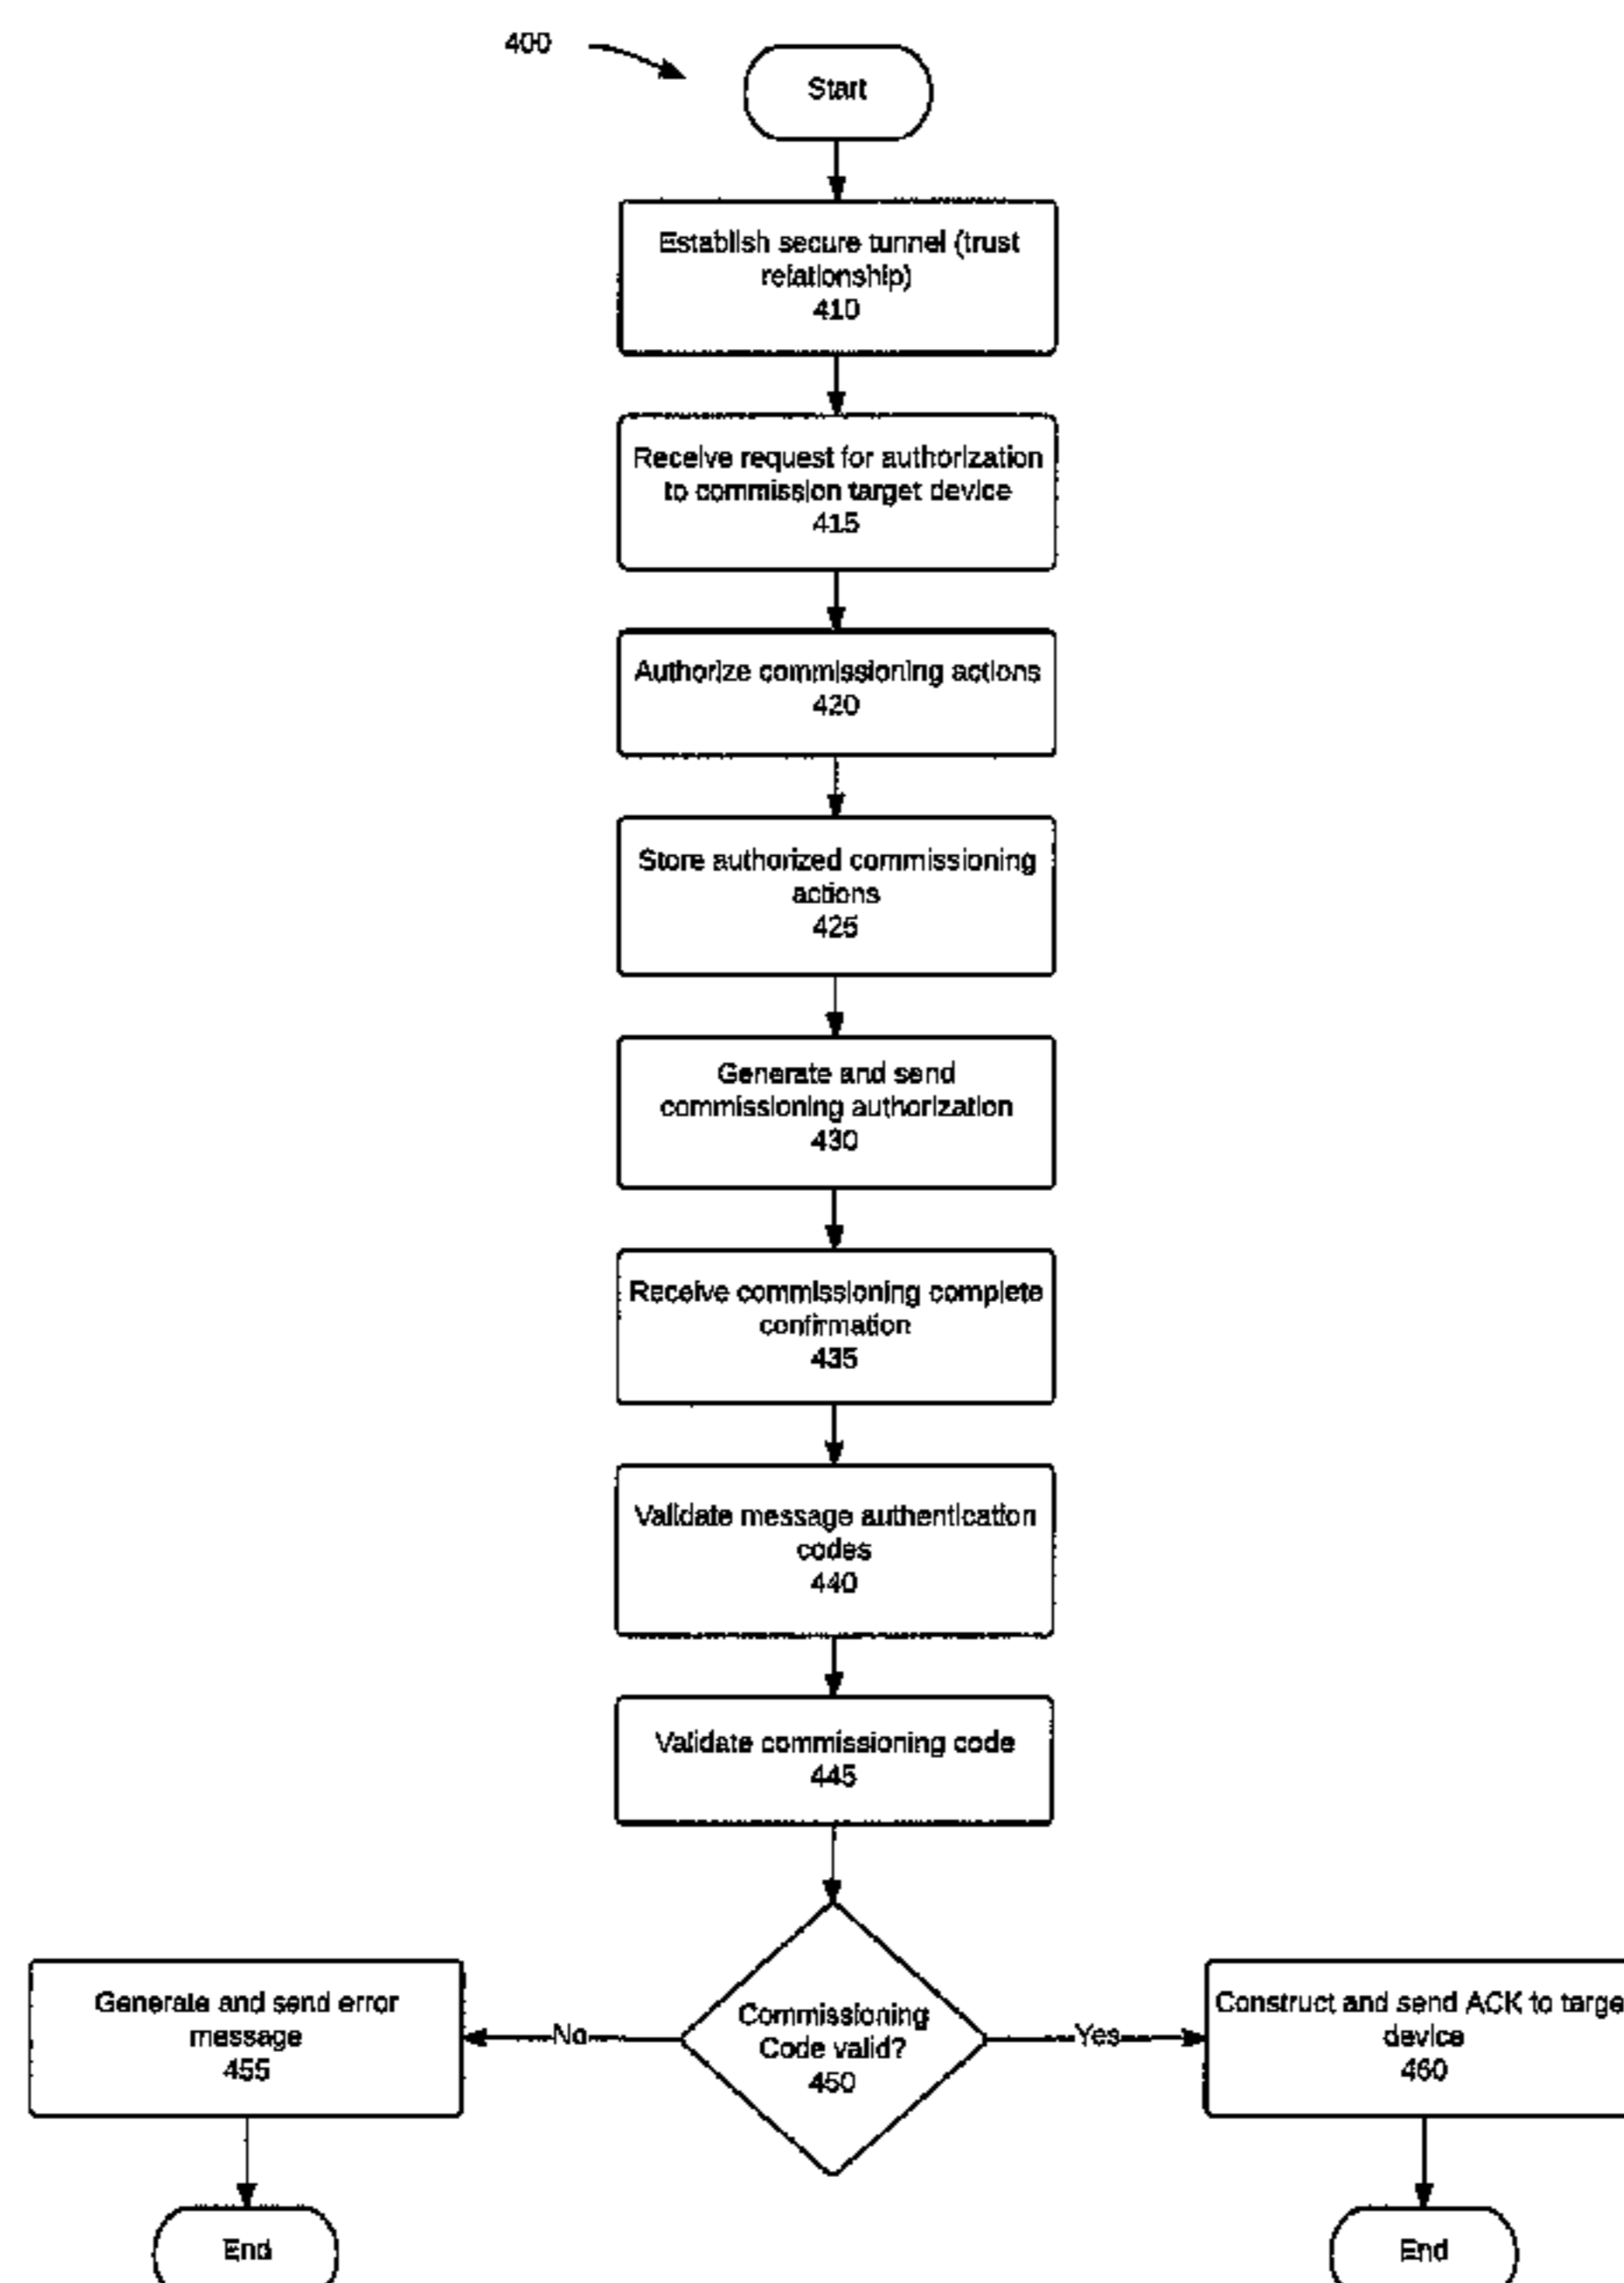 400
Start
Establish secure tunnel (trust
relationship)
410
Receive request for authorization
to commission target device
415
Authorize commissioning actions
420
Store authorized commissioning
actions
425
Generate and send
commissioning authorization
430
Receive commissioning complete
confirmation
435
Validate message authentication
codes
440
Validate commissioning code
445
Commissioning
Code valid?
450
No
Yes
Generate and send error
message
455
Construct and send ACK to targe
device
460
End
End